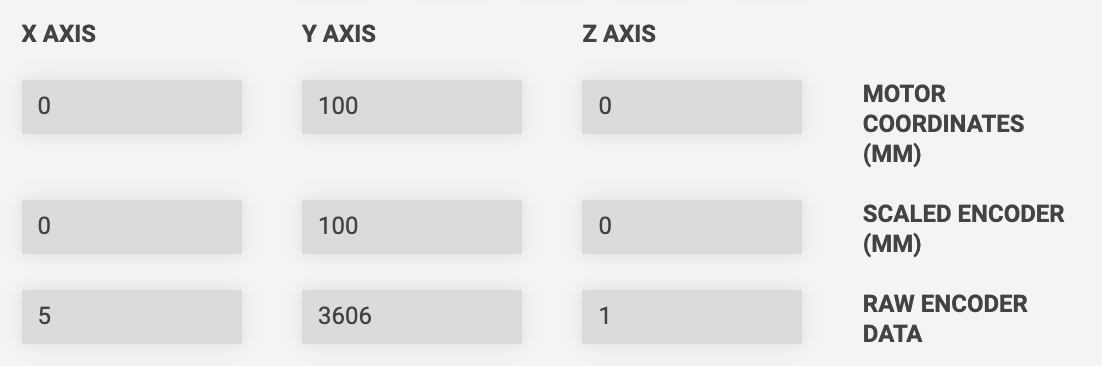 X AXIS Y AXIS Z AXIS
0 100 0 MOTOR
COORDINATES
(MM)
0 100 0 SCALED ENCODER
(MM)
5 3606 1 RAW ENCODER
DATA